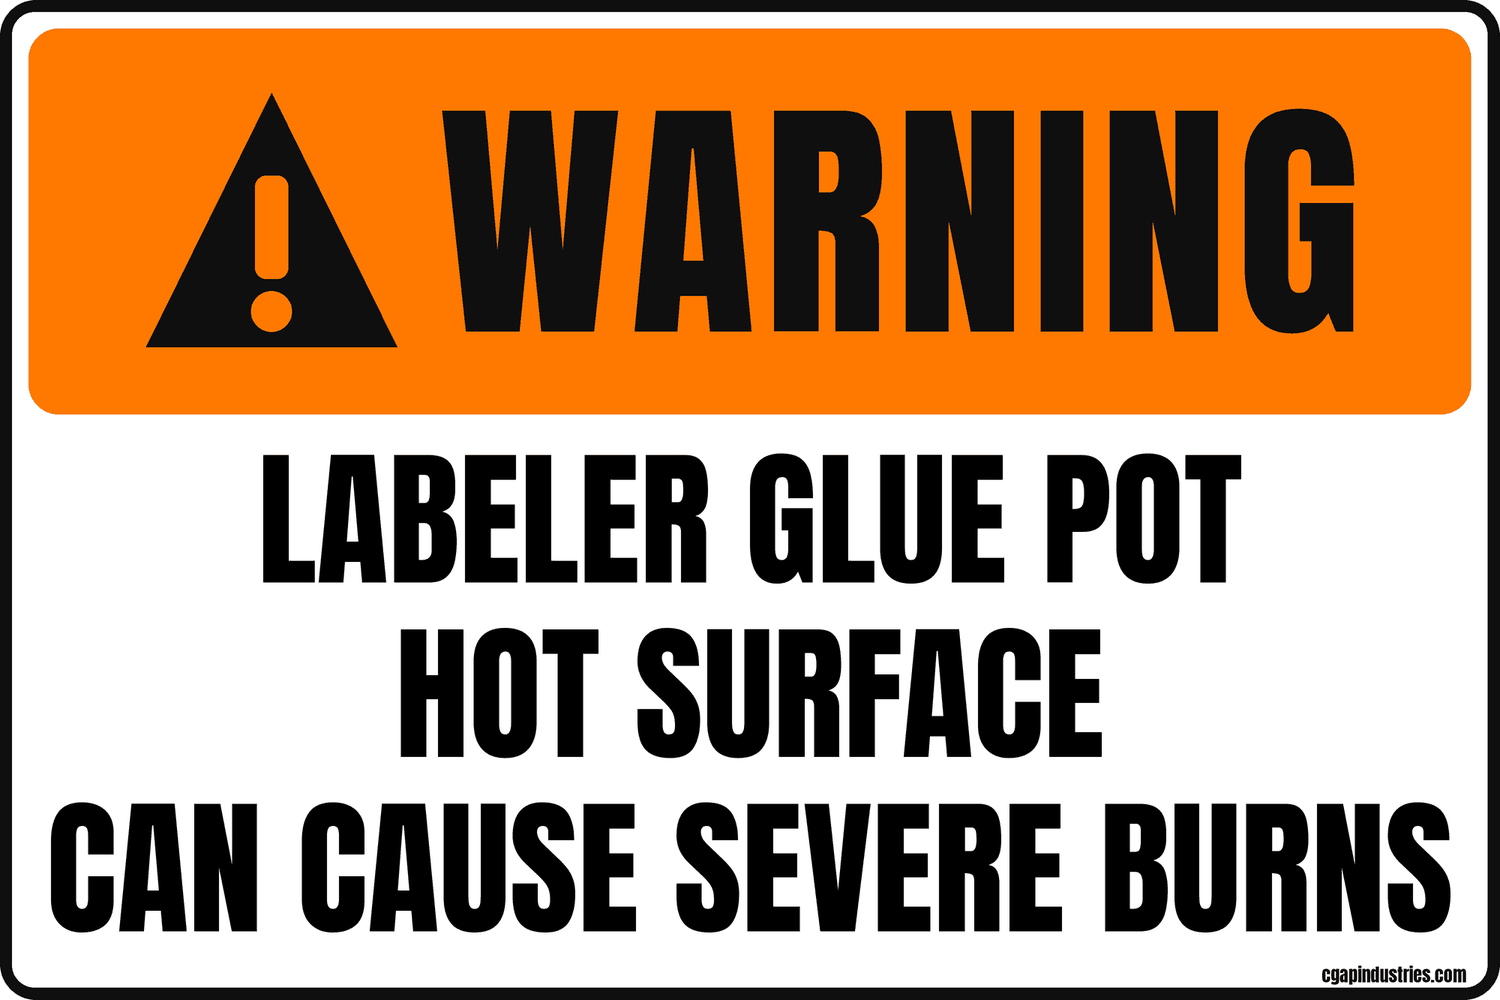 WARNING
LABELER GLUE POT
HOT SURFACE
CAN CAUSE SEVERE BURNS
cgapindustries.com